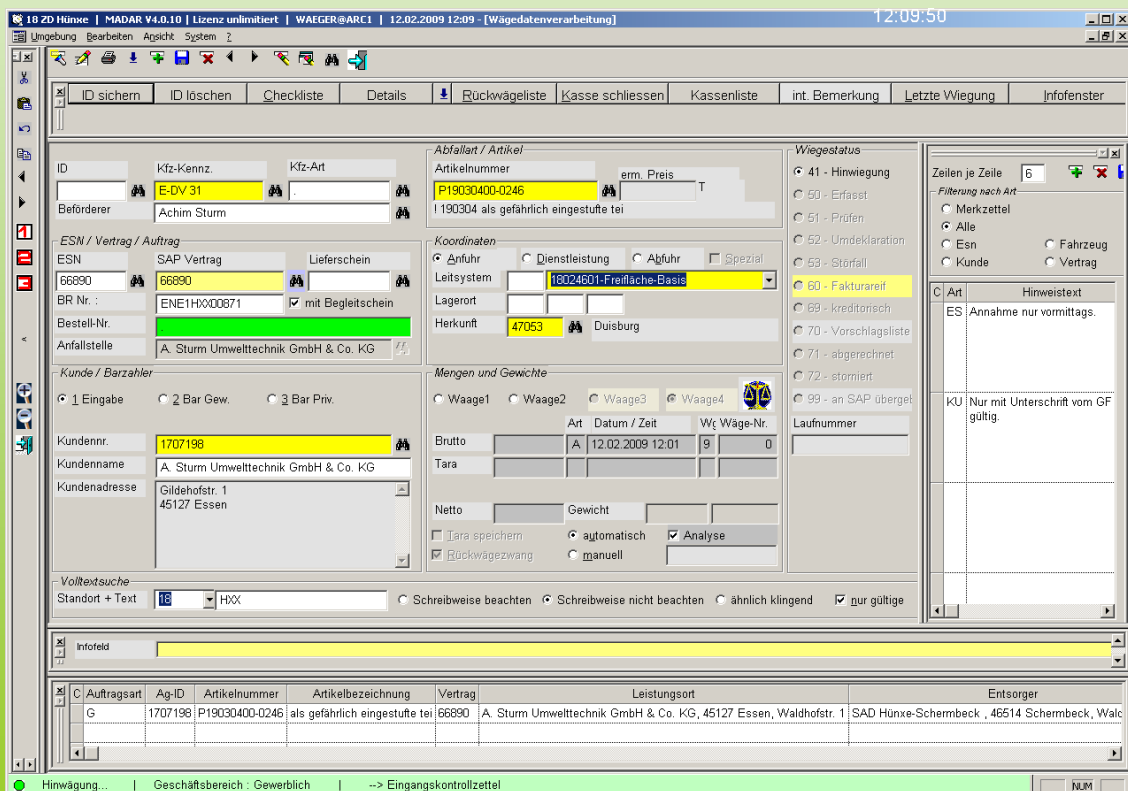 18 ZD Hünxe | MADAR V4.0.10 | Lizenz unlimitiert | WAEGER@ARC1 | 12.02.2009 12:09 - [Wägedatenverarbeitung]
12:09:50
Umgebung Bearbeiten Ansicht System ?
ID sichern ID löschen Checkliste Details Rückwägeliste Kasse schliessen Kassenliste int. Bemerkung Letzte Wiegung Infofenster
ID Kfz-Kennz. Kfz-Art
E-DV 31 .
Beförderer Achim Sturm
Abfallart / Artikel
Artikelnummer erm. Preis
P19030400-0246 T
! 190304 als gefährlich eingestufte tei
ESN / Vertrag / Auftrag
ESN SAP Vertrag Lieferschein
66890 66890
BR Nr. : ENE1HXX00871 mit Begleitschein
Bestell-Nr. .
Anfallstelle A. Sturm Umwelttechnik GmbH & Co. KG
Koordinaten
Anfuhr Dienstleistung Abfuhr Spezial
Leitsystem 18024601-Freifläche-Basis
Lagerort
Herkunft 47053 Duisburg
Kunde / Barzahler
1 Eingabe 2 Bar Gew. 3 Bar Priv.
Kundennr. 1707198
Kundenname A. Sturm Umwelttechnik GmbH & Co. KG
Kundenadresse Gildehofstr. 1
45127 Essen
Mengen und Gewichte
Waage1 Waage2 Waage3 Waage4
Art Datum / Zeit W( Wäge-Nr.
Brutto A 12.02.2009 12:01 9 0
Tara
Netto Gewicht
Tara speichern automatisch Analyse
Rückwägezwang manuell
Wiegestatus
41 - Hinwiegung
50 - Erfasst
51 - Prüfen
52 - Umdeklaration
53 - Störfall
60 - Fakturareif
69 - kreditorisch
70 - Vorschlagsliste
71 - abgerechnet
72 - storniert
99 - an SAP übergel
Laufnummer
Zeilen je Zeile 6
Filterung nach Art
Merkzettel
Alle
Esn Fahrzeug
Kunde Vertrag
C Art Hinweistext
ES Annahme nur vormittags.
KU Nur mit Unterschrift vom GF
gültig.
Volltextsuche
Standort + Text 18 HXX Schreibweise beachten Schreibweise nicht beachten ähnlich klingend nur gültige
Infofeld
C Auftragsart Ag-ID Artikelnummer Artikelbezeichnung Vertrag Leistungsort Entsorger
G 1707198 P19030400-0246 als gefährlich eingestufte tei 66890 A. Sturm Umwelttechnik GmbH & Co. KG, 45127 Essen, Waldhofstr. 1 SAD Hünxe-Schermbeck , 46514 Schermbeck, Walc
Hinwägung... | Geschäftsbereich : Gewerblich | --> Eingangskontrollzettel NUM